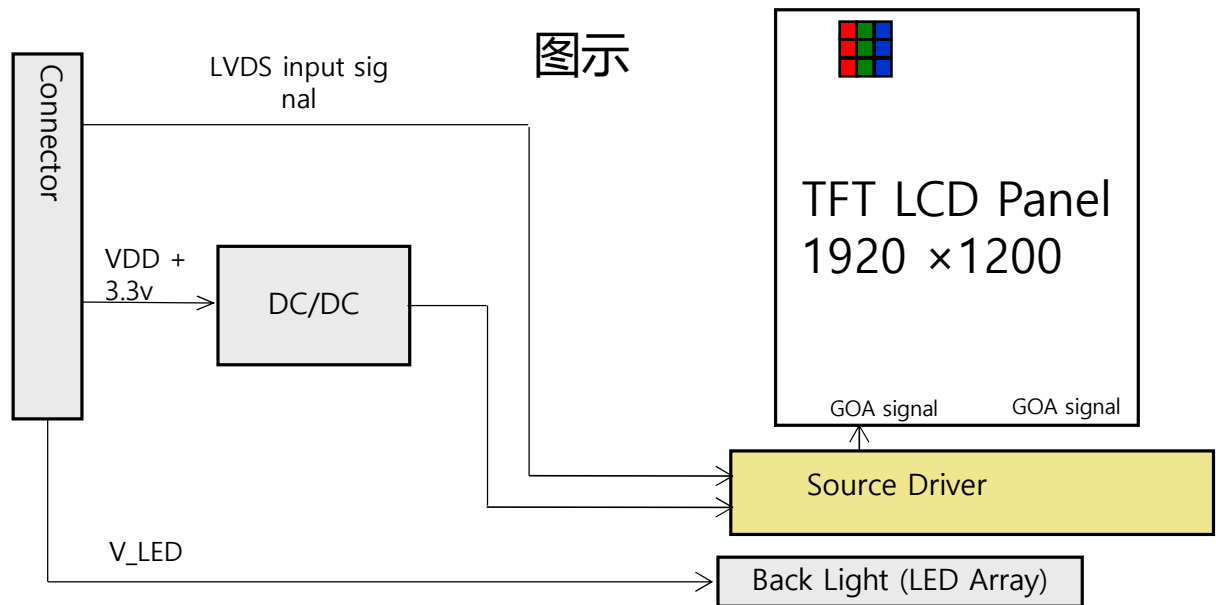 图示
LVDS input sig
nal
Connector
TFT LCD Panel
1920 ×1200
VDD +
3.3v
DC/DC
GOA signal
GOA signal
Source Driver
V_LED
Back Light (LED Array)